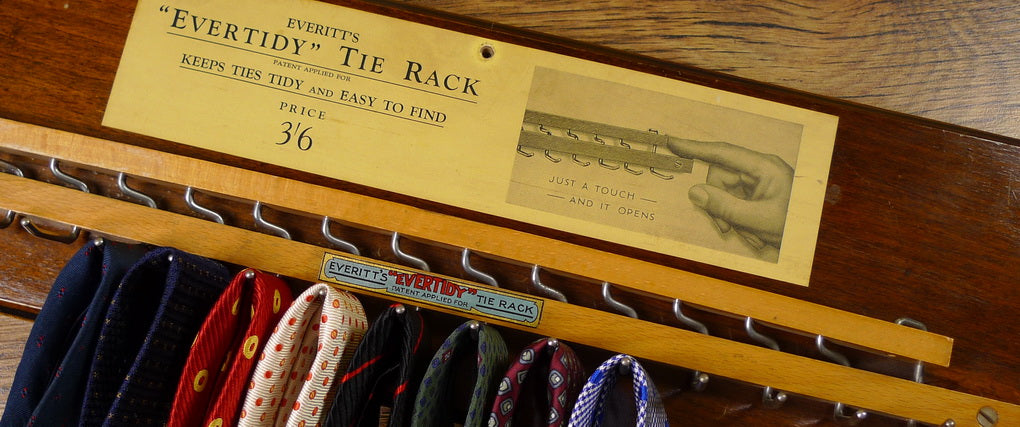 EVERITT'S
"EVERTIDY" TIE RACK
PATENT APPLIED FOR
KEEPS TIES TIDY AND EASY TO FIND
PRICE
3'6
JUST A TOUCH —
— AND IT OPENS
EVERITT'S "EVERTIDY" TIE RACK
PATENT APPLIED FOR